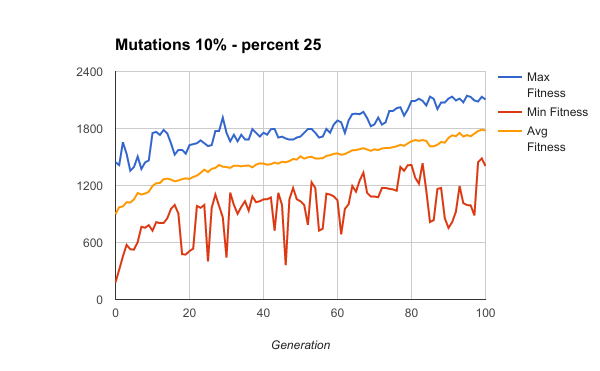 Mutations 10% - percent 25
2400
1800
1200
600
0
0 20 40 60 80 100
Generation
Max
Fitness
Min Fitness
Avg
Fitness